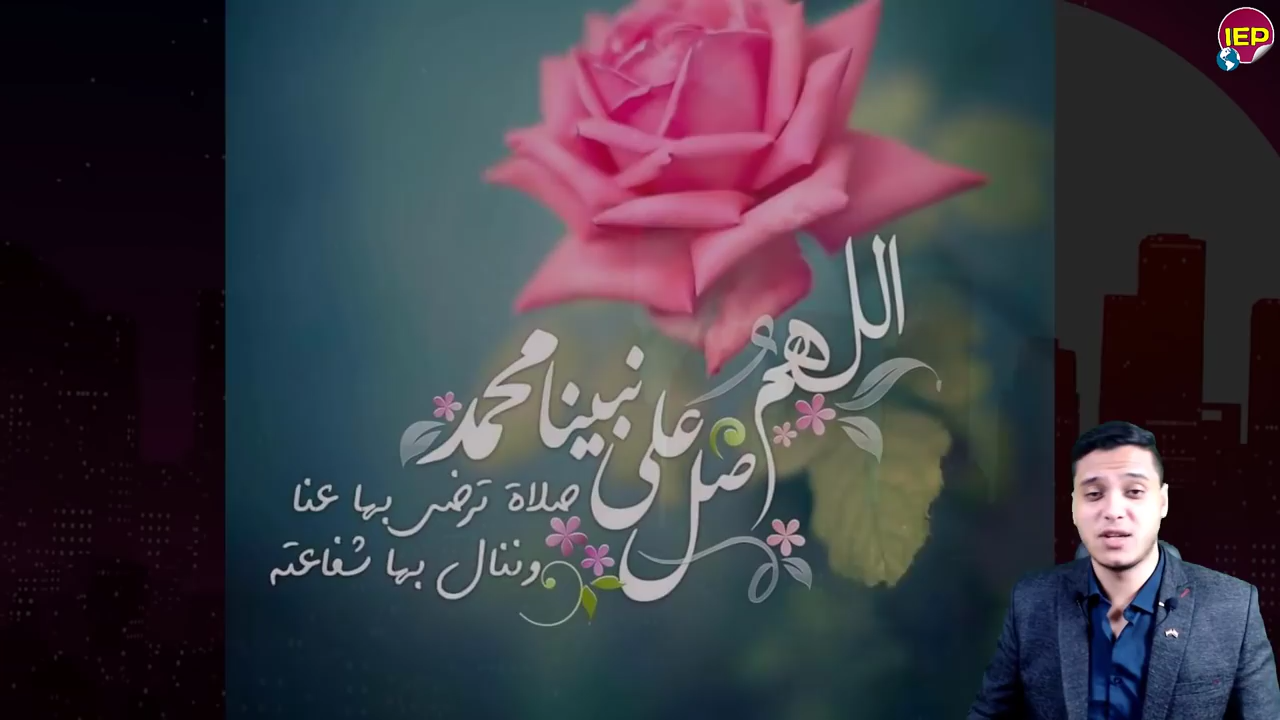 IEP
اللهم
صل على نبينا محمد
صلاة ترضى بها عنا
وننال بها شفاعته